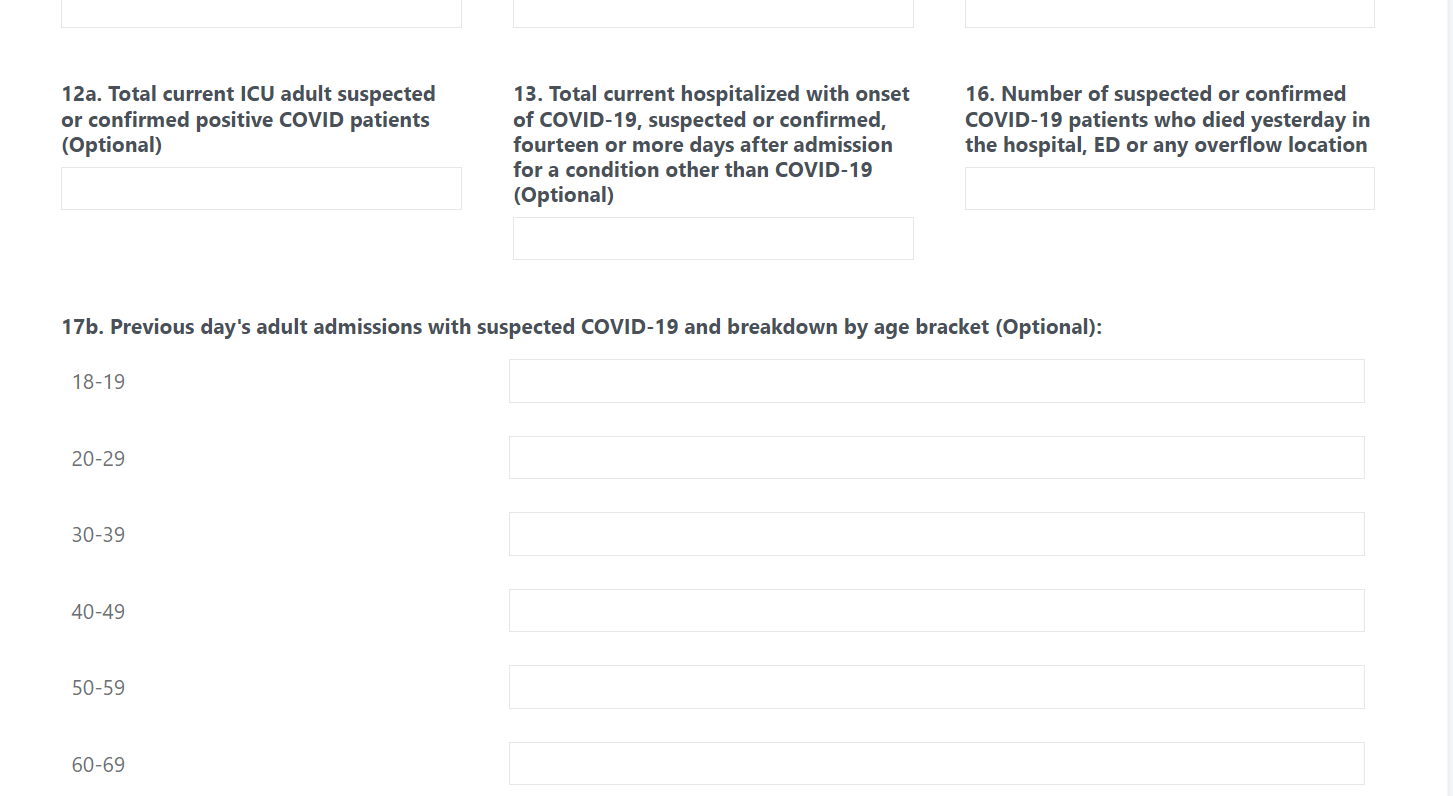 12a. Total current ICU adult suspected
or confirmed positive COVID patients
(Optional)
13. Total current hospitalized with onset
of COVID-19, suspected or confirmed,
fourteen or more days after admission
for a condition other than COVID-19
(Optional)
16. Number of suspected or confirmed
COVID-19 patients who died yesterday in
the hospital, ED or any overflow location
17b. Previous day's adult admissions with suspected COVID-19 and breakdown by age bracket (Optional):
18-19
20-29
30-39
40-49
50-59
60-69